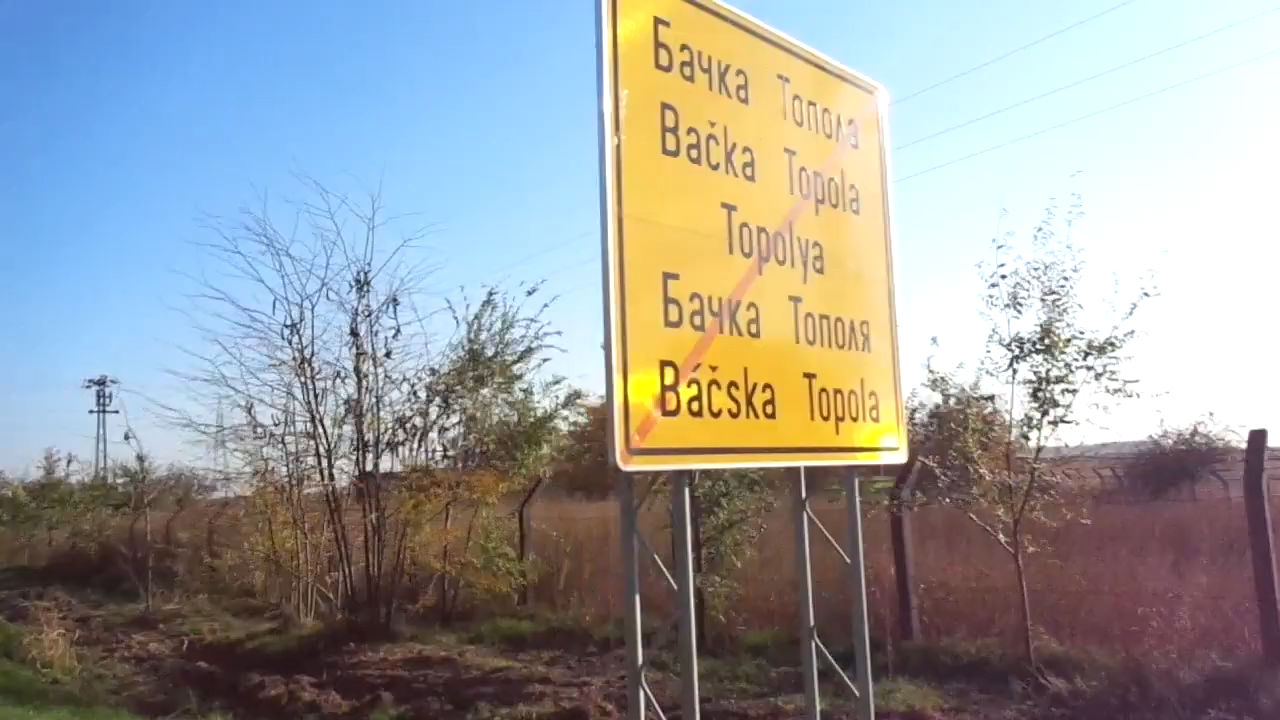 Бачка Топола
Bačka Topola
Topolya
Бачка Тополя
Báčska Topola